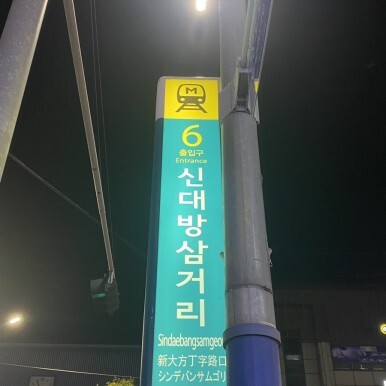 M
6
출입구
Entrance
신대방삼거리
Sindaebangsamgeo
新大方丁字路口
シンデバンサムゴリ